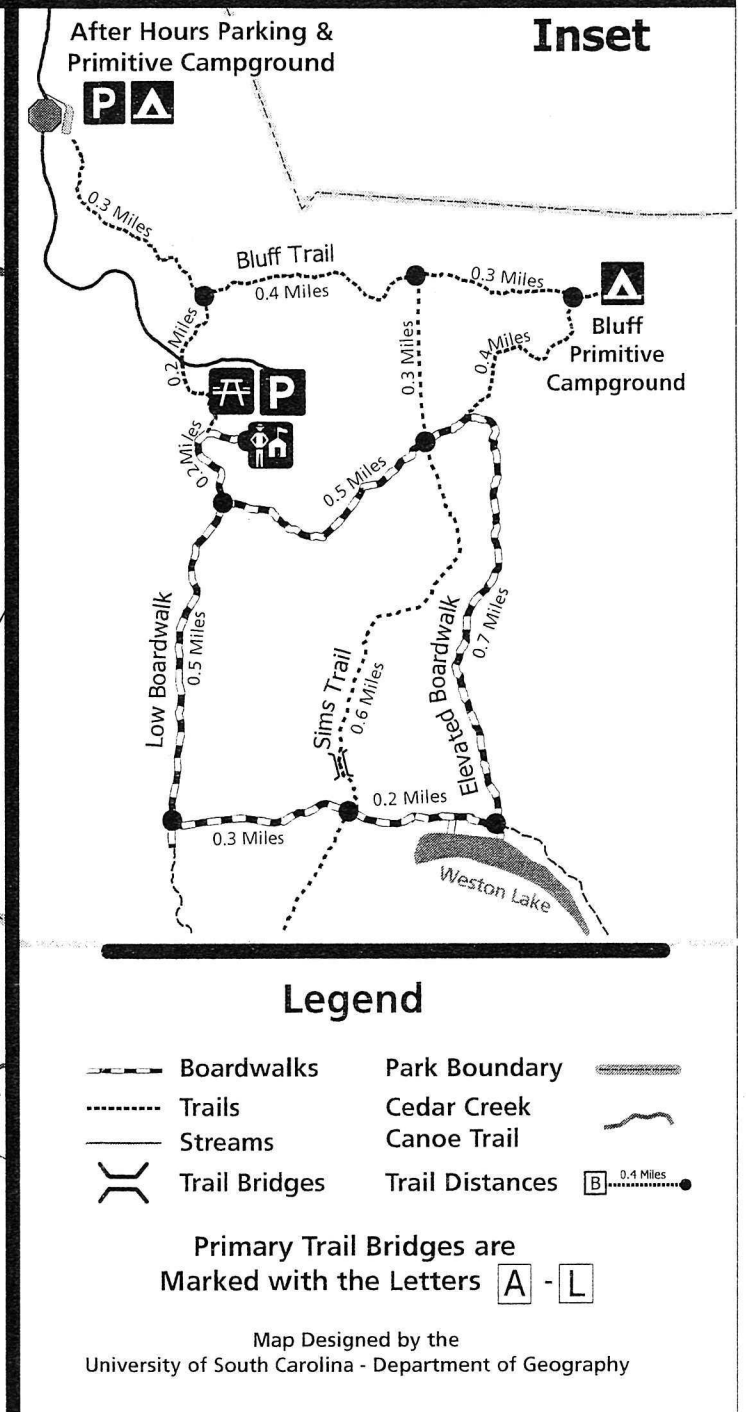 After Hours Parking &
Primitive Campground
Inset
P
0.3 Miles
Bluff Trail
0.4 Miles
0.3 Miles
0.2 Miles
0.3 Miles
0.4 Miles
Bluff
Primitive
Campground
P
0.2 Miles
0.5 Miles
Low Boardwalk
0.5 Miles
Sims Trail
0.6 Miles
Elevated Boardwalk
0.7 Miles
0.3 Miles
0.2 Miles
Weston Lake
Legend
Boardwalks
Trails
Streams
Trail Bridges
Park Boundary
Cedar Creek
Canoe Trail
Trail Distances
B 0.4 Miles
Primary Trail Bridges are
Marked with the Letters A - L
Map Designed by the
University of South Carolina - Department of Geography